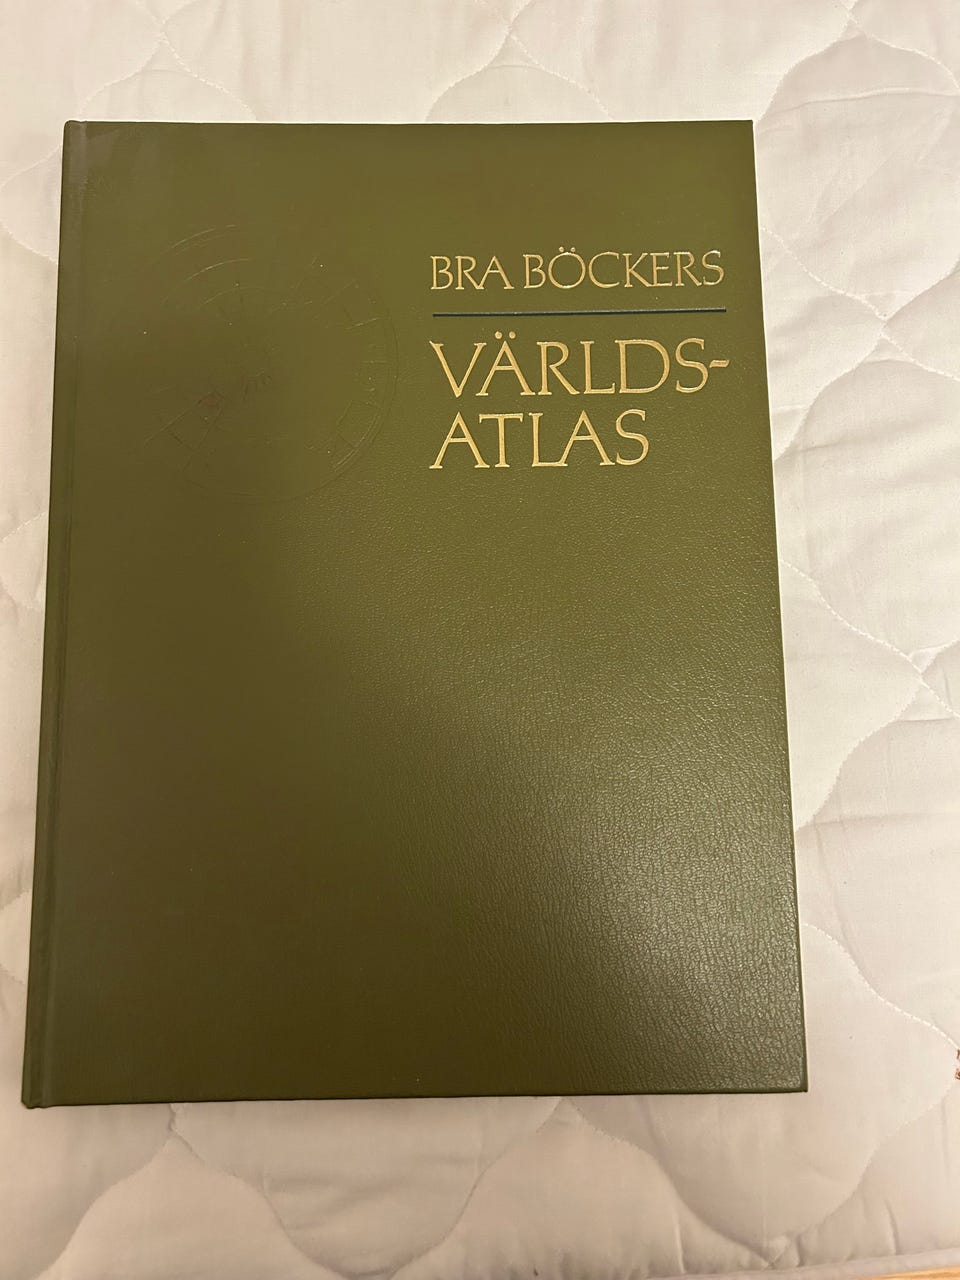 BRA BÖCKERS
VÄRLDS-
ATLAS